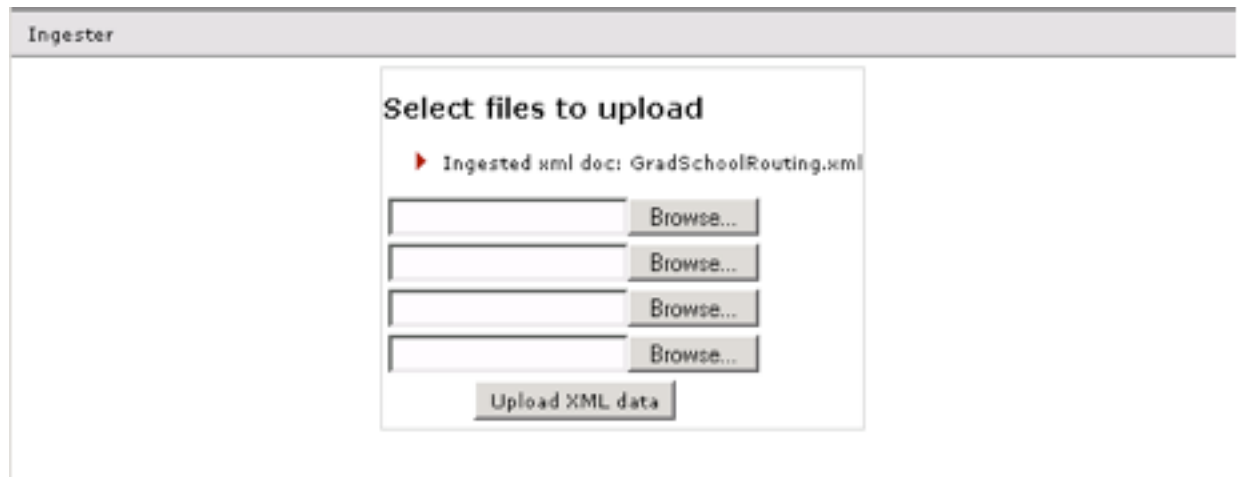 Ingester
Select files to upload
Ingested xml doc: GradSchoolRouting.xml
Browse...
Browse...
Browse...
Browse...
Upload XML data